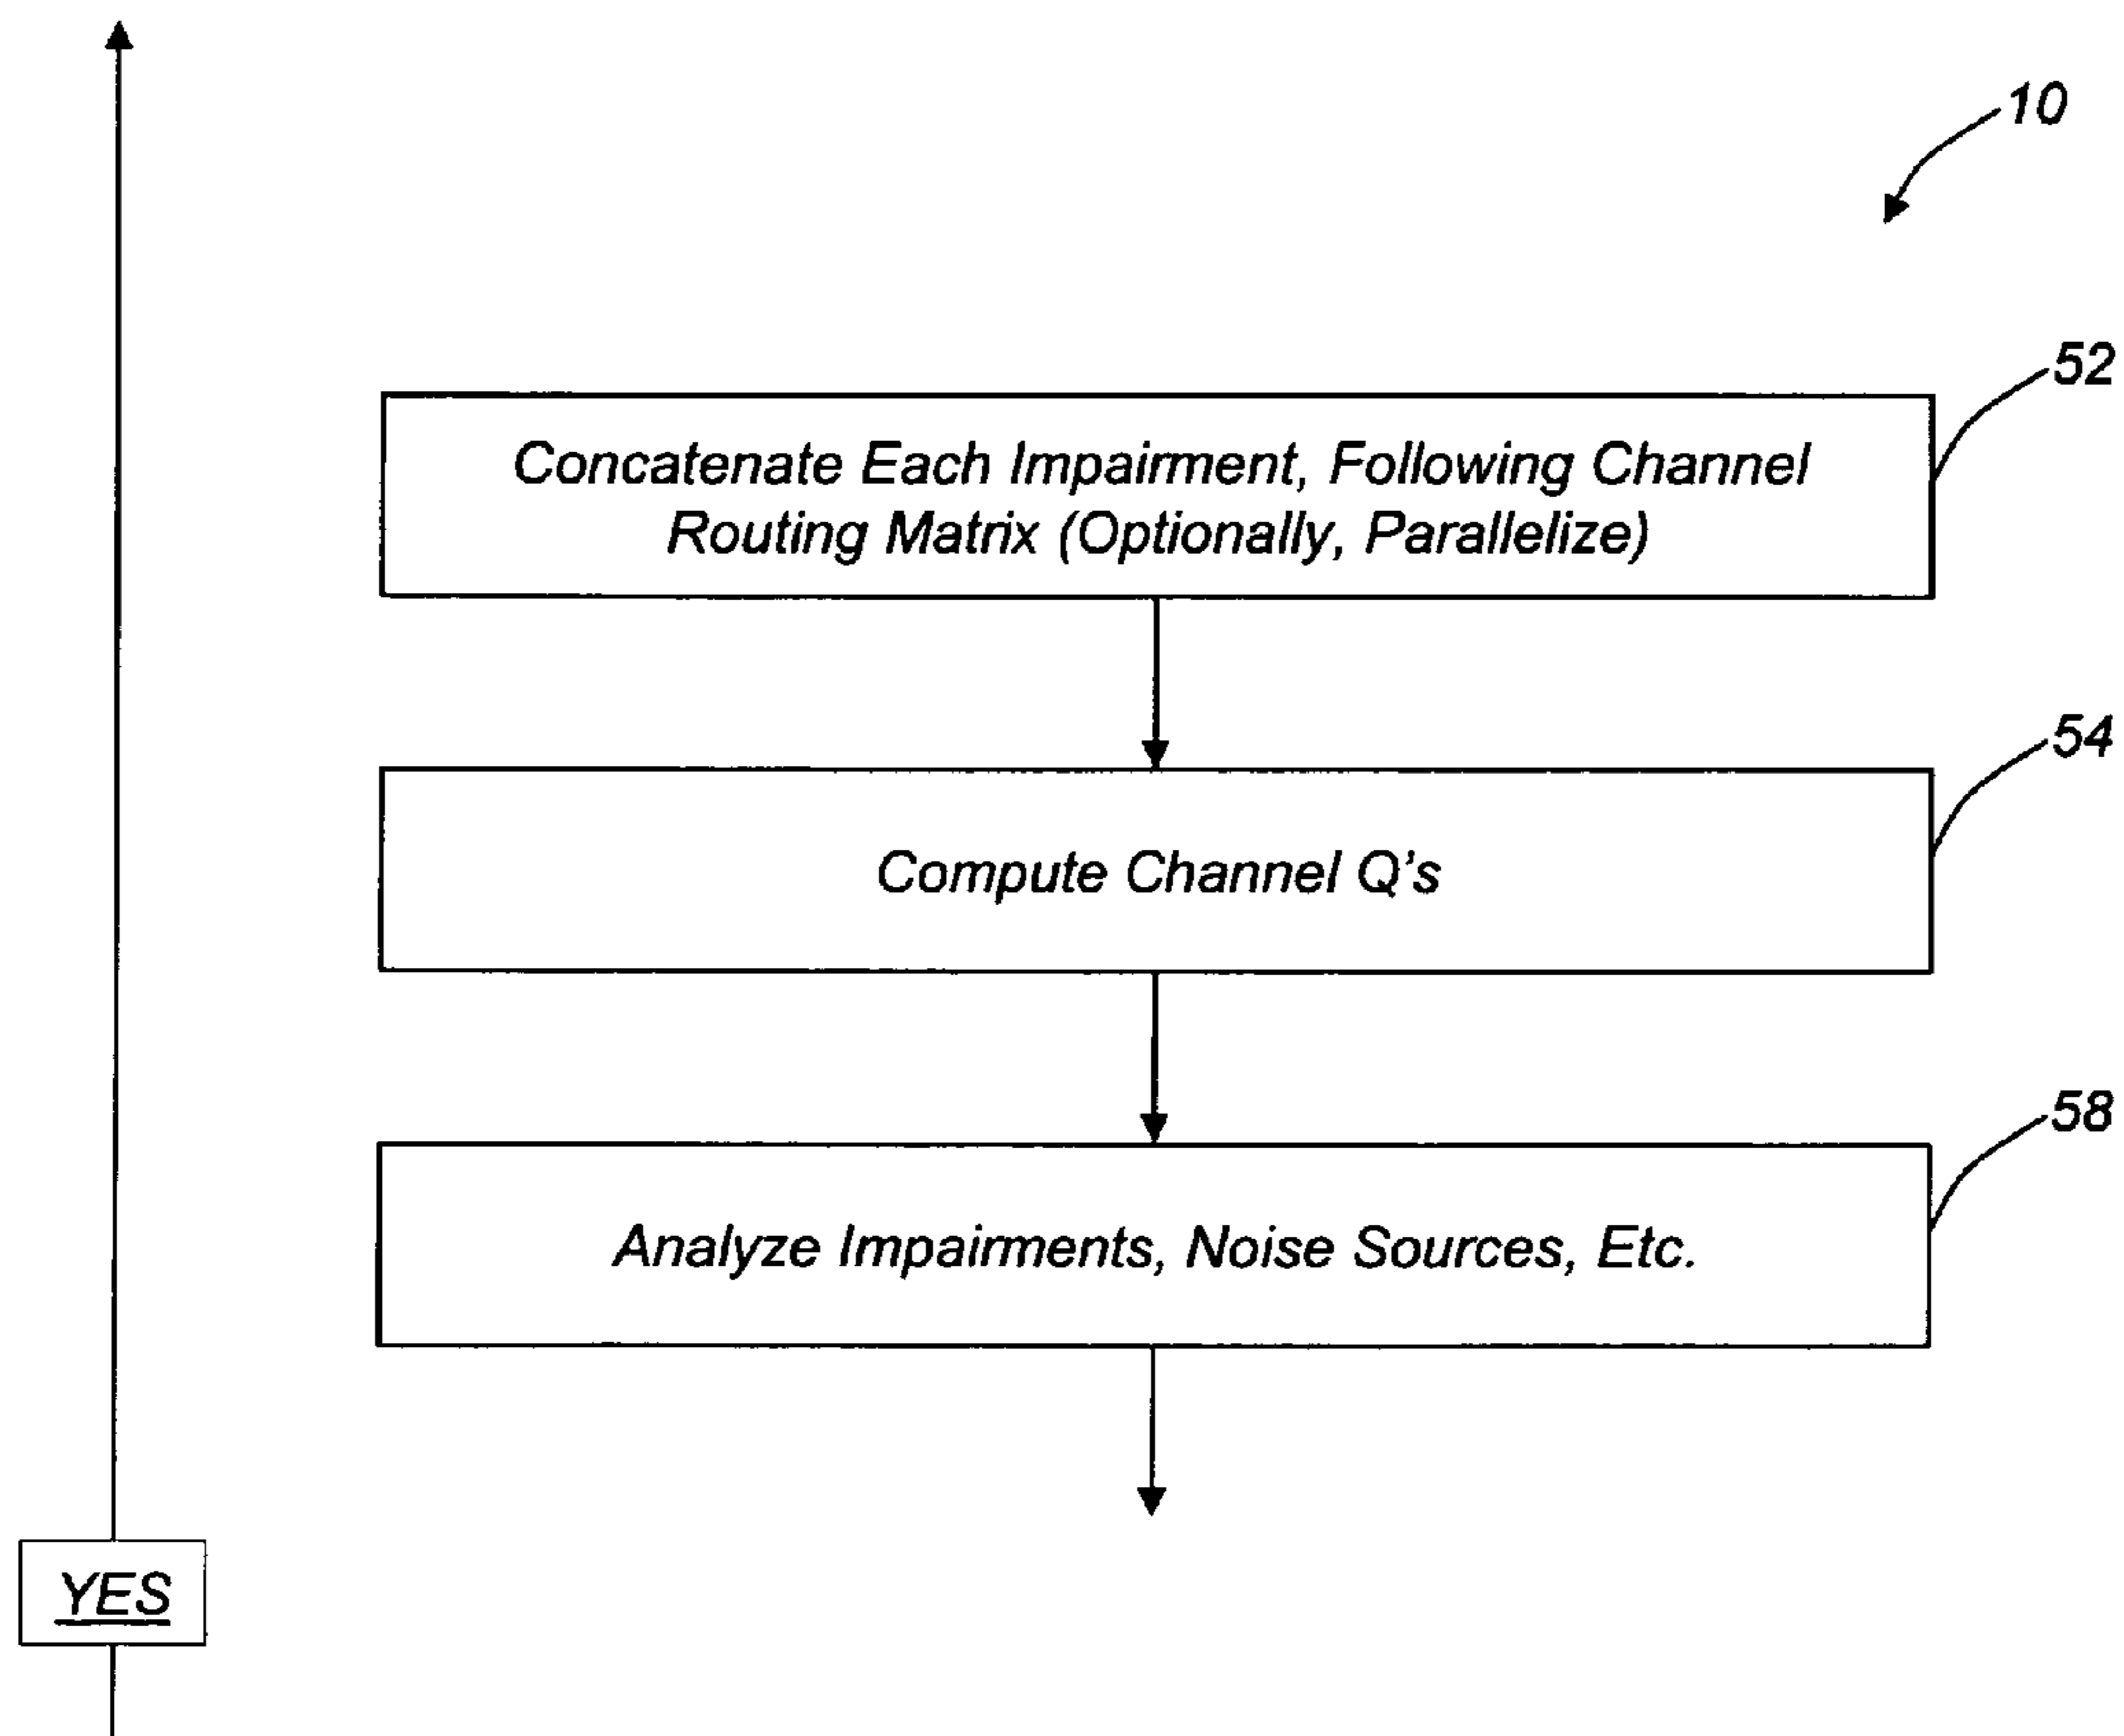 10
52
Concatenate Each Impairment, Following Channel
Routing Matrix (Optionally, Parallelize)
54
Compute Channel Q's
58
Analyze Impairments, Noise Sources, Etc.
YES